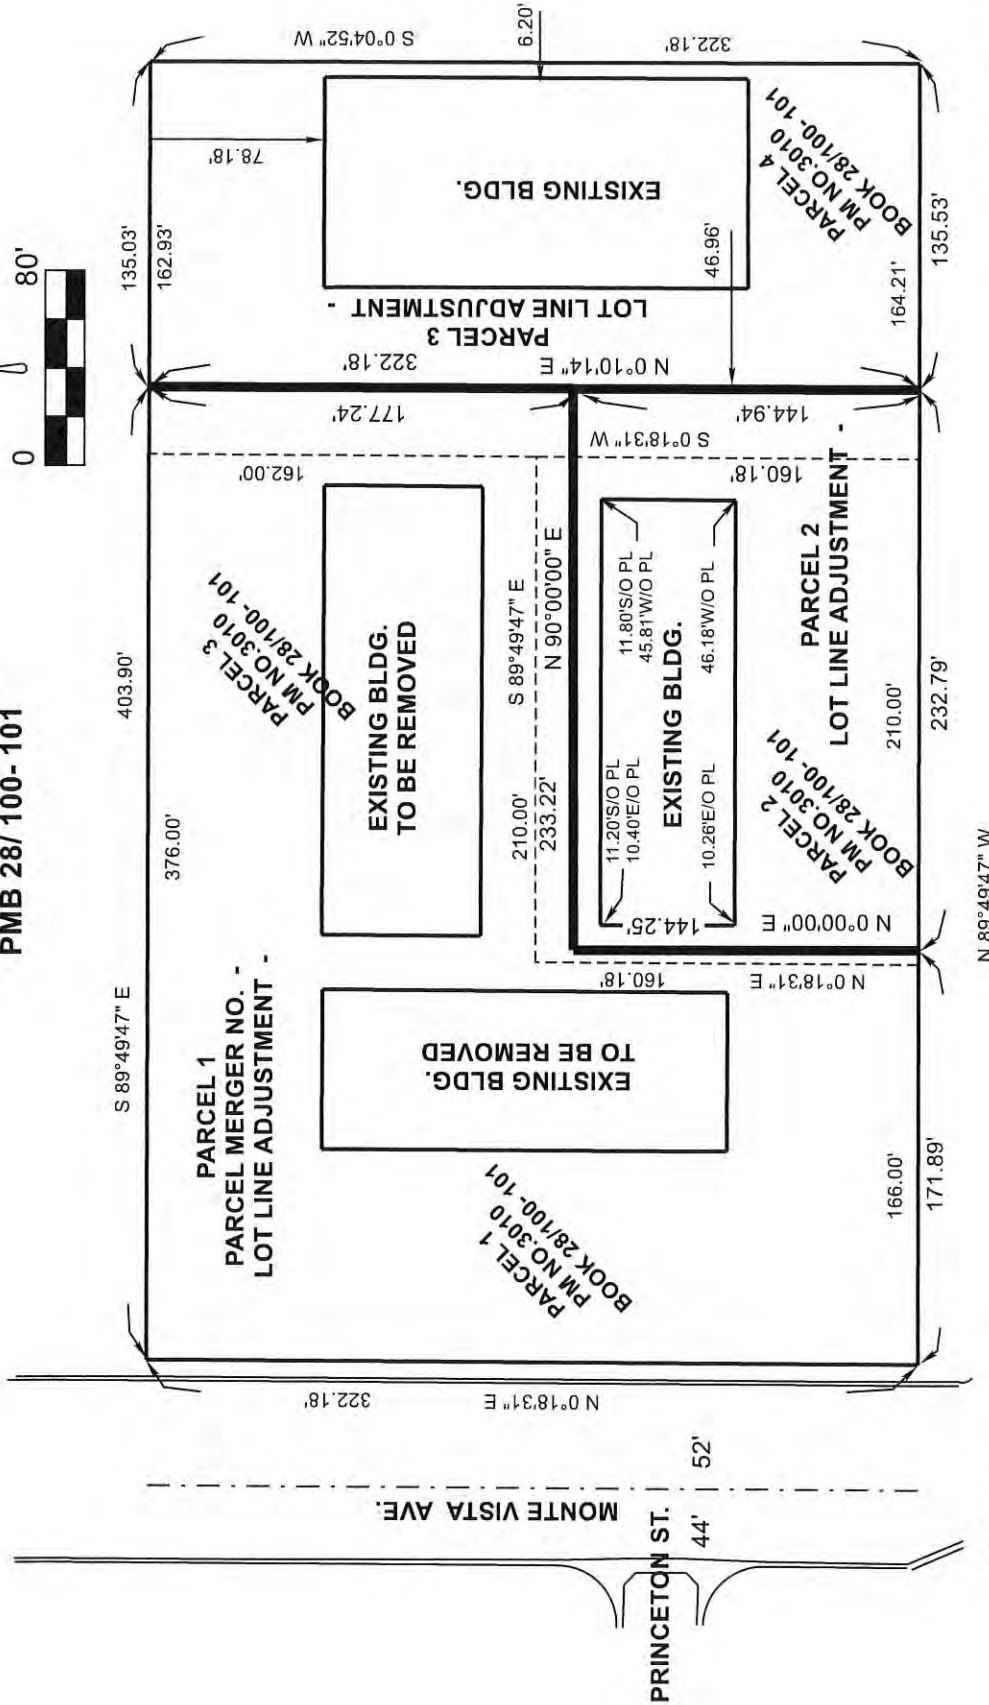 PMB 28/100-101
0
80'
S 89°49'47" E
403.90'
135.03'
376.00'
162.93'
S 0°04'52" W
6.20'
322.18'
78.18'
EXISTING BLDG.
PARCEL 4
PM NO.3010
BOOK 28/100-101
46.96'
164.21'
135.53'
PARCEL 3
LOT LINE ADJUSTMENT -
322.18'
N 0°10'14" E
177.24'
144.94'
S 0°18'31" W
162.00'
160.18'
PARCEL 3
PM NO.3010
BOOK 28/100-101
EXISTING BLDG.
TO BE REMOVED
S 89°49'47" E
210.00'
N 90°00'00" E
233.22'
11.80'S/O PL
45.81'W/O PL
46.18'W/O PL
EXISTING BLDG.
11.20'S/O PL
10.40'E/O PL
10.26'E/O PL
144.25'
PARCEL 2
LOT LINE ADJUSTMENT -
210.00'
232.79'
PARCEL 2
PM NO.3010
BOOK 28/100-101
N 0°00'00" E
160.18'
N 0°18'31" E
PARCEL 1
PARCEL MERGER NO. -
LOT LINE ADJUSTMENT -
EXISTING BLDG.
TO BE REMOVED
PARCEL 1
PM NO.3010
BOOK 28/100-101
166.00'
171.89'
N 89°49'47" W
322.18'
N 0°18'31" E
MONTE VISTA AVE.
52'
44'
PRINCETON ST.